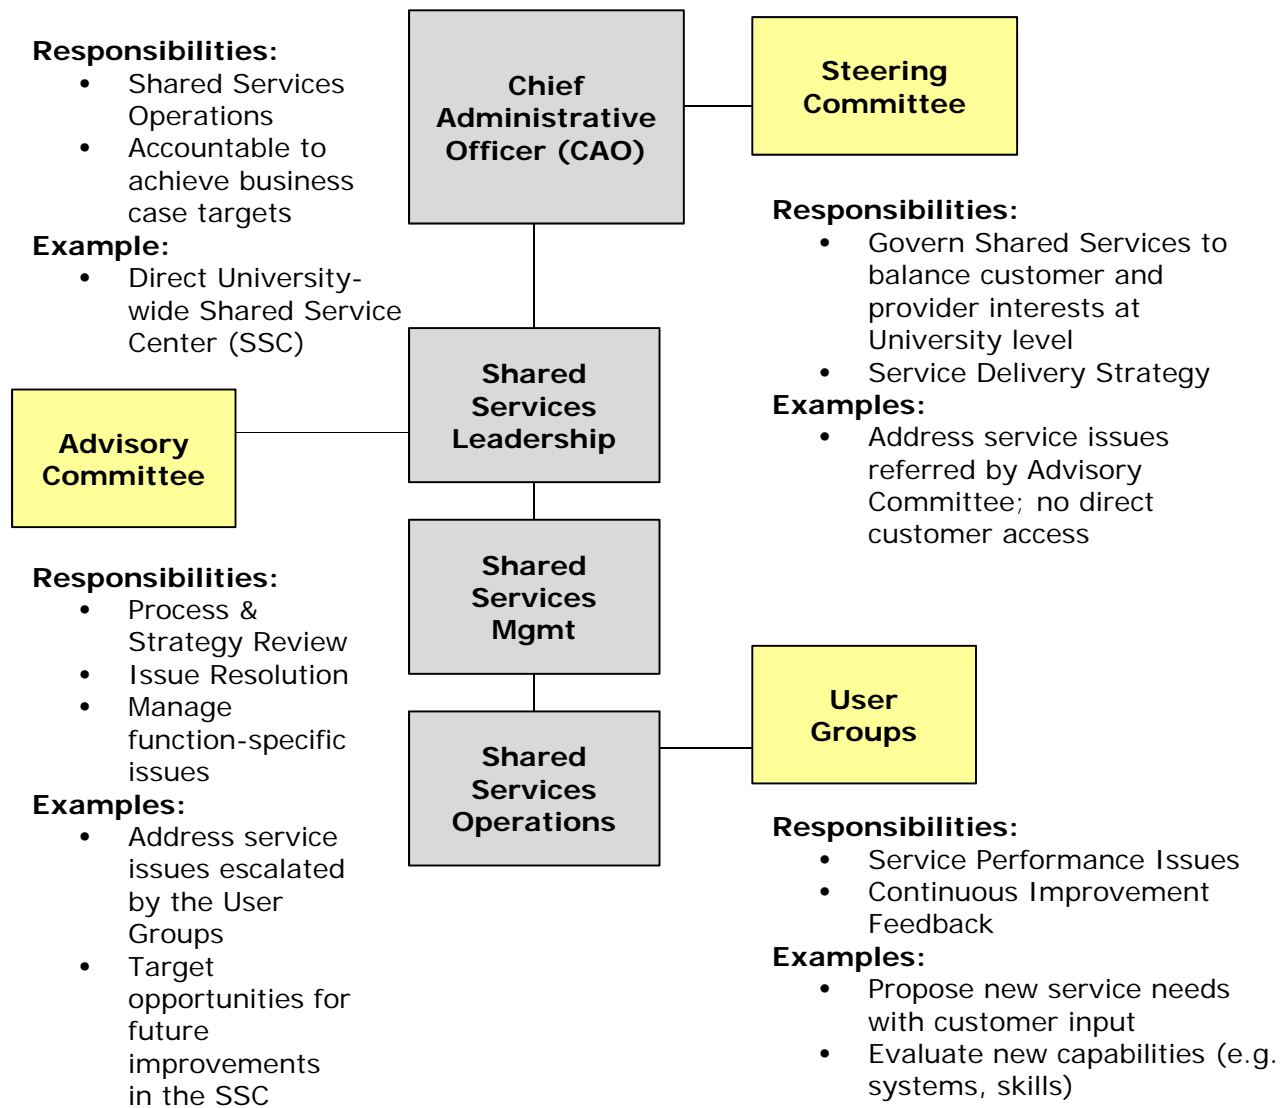 Responsibilities:
• Shared Services
Operations
• Accountable to
achieve business
case targets
Example:
• Direct University-
wide Shared Service
Center (SSC)
Chief
Administrative
Officer (CAO)
Steering
Committee
Responsibilities:
• Govern Shared Services to
balance customer and
provider interests at
University level
• Service Delivery Strategy
Examples:
• Address service issues
referred by Advisory
Committee; no direct
customer access
Shared
Services
Leadership
Advisory
Committee
Responsibilities:
• Process &
Strategy Review
• Issue Resolution
• Manage
function-specific
issues
Examples:
• Address service
issues escalated
by the User
Groups
• Target
opportunities for
future
improvements
in the SSC
Shared
Services
Mgmt
Shared
Services
Operations
User
Groups
Responsibilities:
• Service Performance Issues
• Continuous Improvement
Feedback
Examples:
• Propose new service needs
with customer input
• Evaluate new capabilities (e.g.
systems, skills)